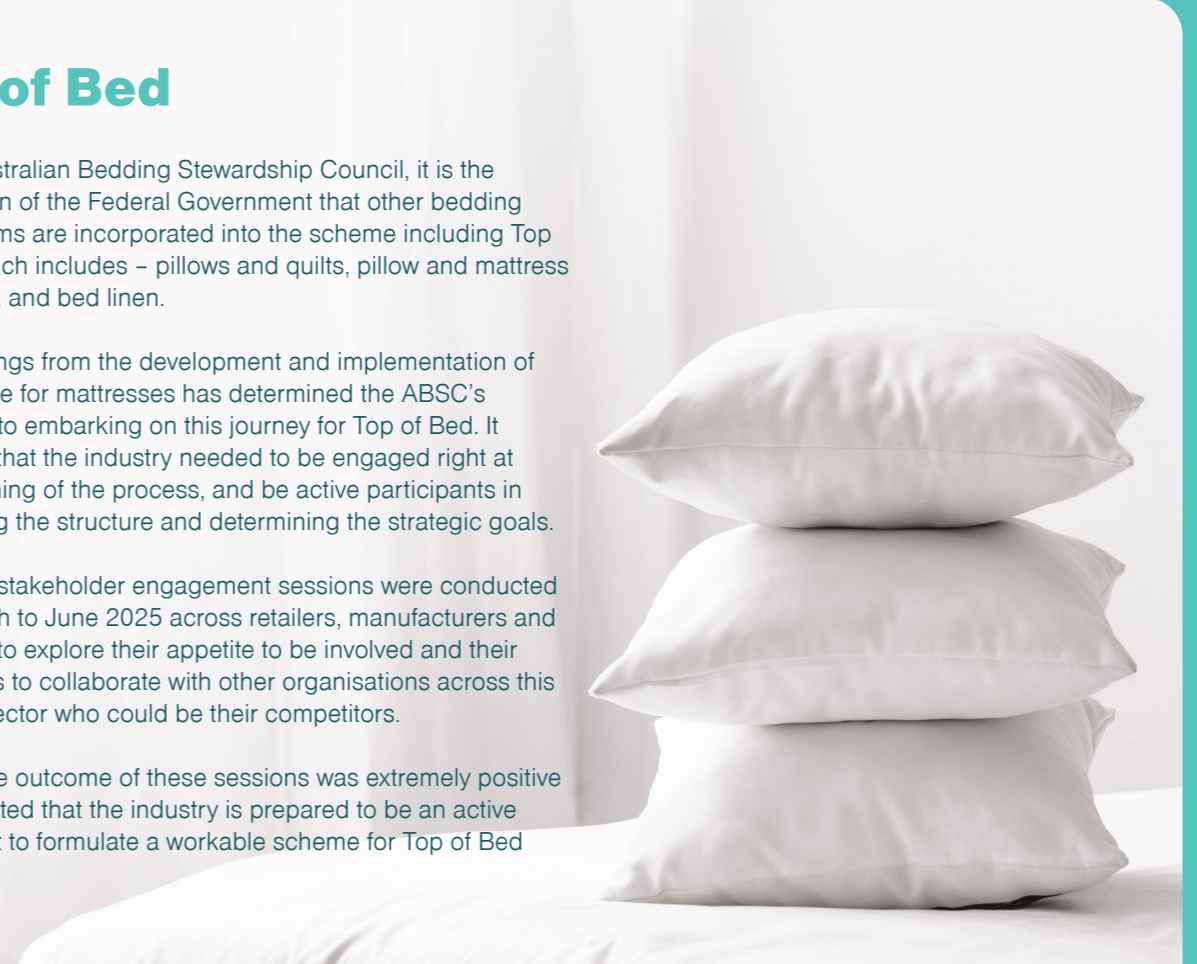 of Bed
stralian Bedding Stewardship Council, it is the
n of the Federal Government that other bedding
ms are incorporated into the scheme including Top
ch includes – pillows and quilts, pillow and mattress
, and bed linen.
ngs from the development and implementation of
e for mattresses has determined the ABSC’s
to embarking on this journey for Top of Bed. It
that the industry needed to be engaged right at
ning of the process, and be active participants in
g the structure and determining the strategic goals.
stakeholder engagement sessions were conducted
h to June 2025 across retailers, manufacturers and
to explore their appetite to be involved and their
s to collaborate with other organisations across this
ector who could be their competitors.
e outcome of these sessions was extremely positive
ted that the industry is prepared to be an active
t to formulate a workable scheme for Top of Bed